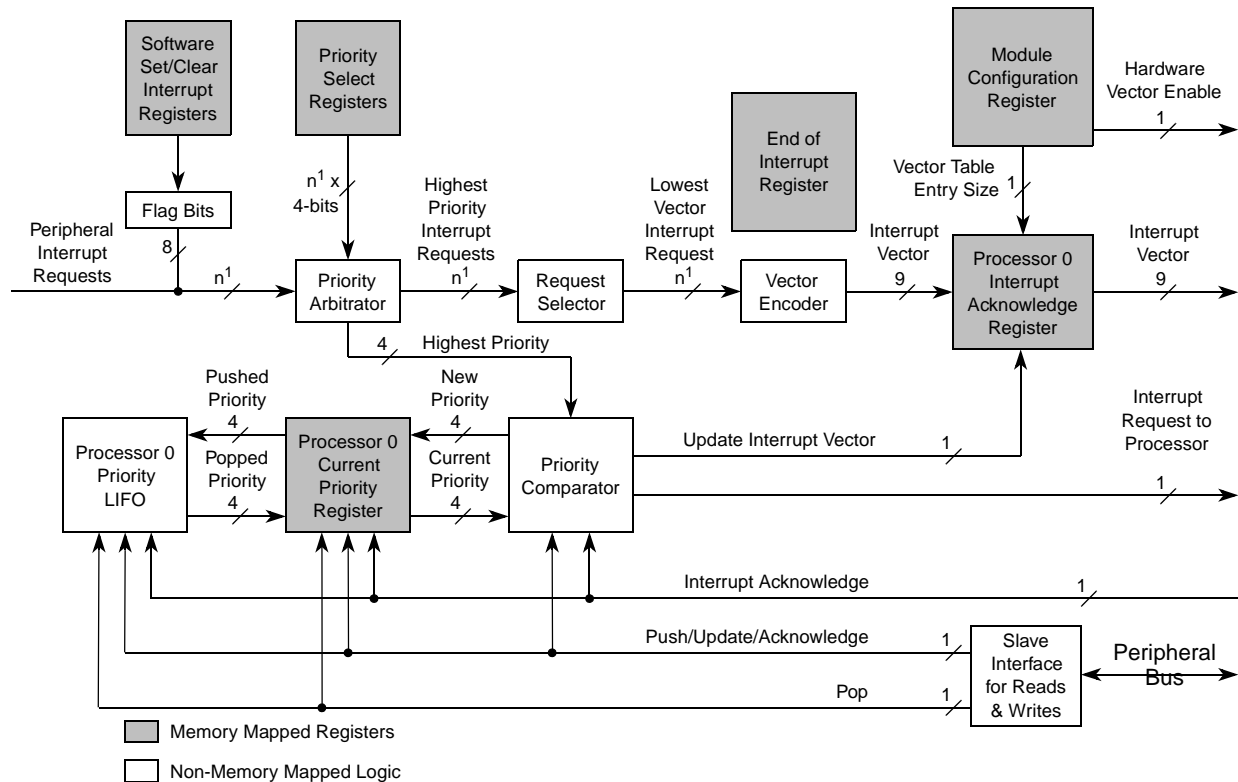 Software
Set/Clear
Interrupt
Registers
Priority
Select
Registers
Module
Configuration
Register
Hardware
Vector Enable
1
End of
Interrupt
Register
Vector Table
Entry Size
1
n¹ x
4-bits
Flag Bits
8
Peripheral
Interrupt
Requests
n¹
Priority
Arbitrator
Highest
Priority
Interrupt
Requests
n¹
Request
Selector
Lowest
Vector
Interrupt
Request
n¹
Vector
Encoder
Interrupt
Vector
9
Processor 0
Interrupt
Acknowledge
Register
Interrupt
Vector
9
4
Highest Priority
Pushed
Priority
4
New
Priority
4
Processor 0
Priority
LIFO
Popped
Priority
4
Processor 0
Current
Priority
Register
Current
Priority
4
Priority
Comparator
Update Interrupt Vector
1
Interrupt
Request to
Processor
1
Interrupt Acknowledge
1
Push/Update/Acknowledge
1
Pop
1
Slave
Interface
for Reads
& Writes
Peripheral
Bus
Memory Mapped Registers
Non-Memory Mapped Logic